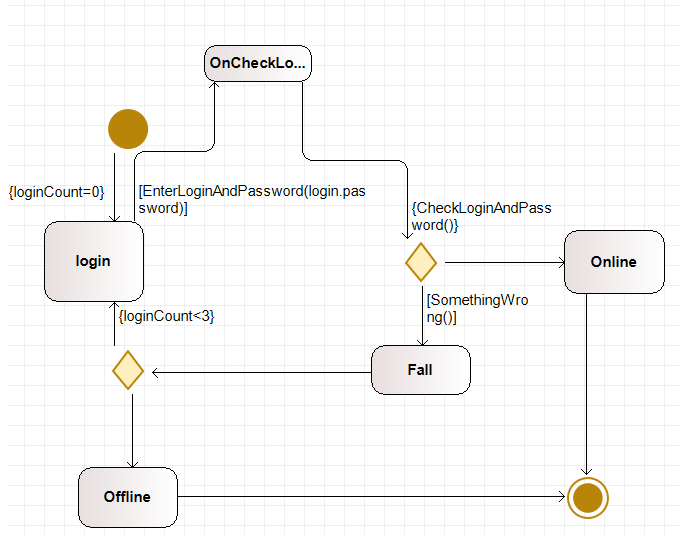 OnCheckLo...
{loginCount=0}
[EnterLoginAndPassword(login.pas
sword)]
{CheckLoginAndPass
word()}
login
Online
[SomethingWro
ng()]
{loginCount<3}
Fall
Offline